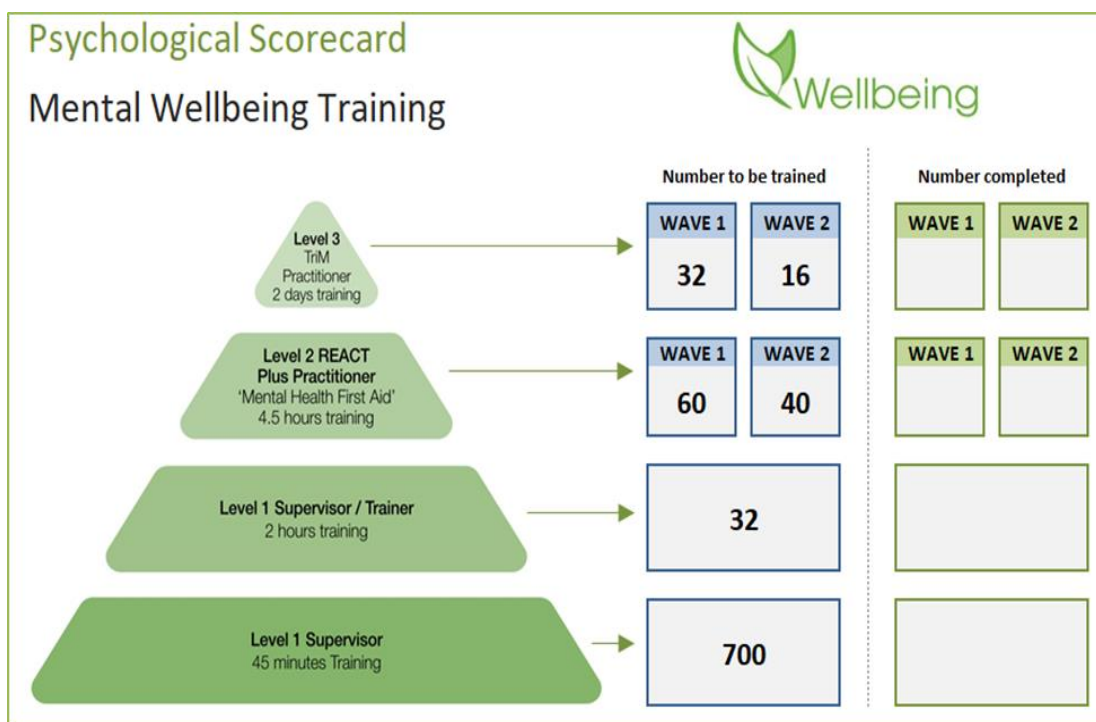 Psychological Scorecard
Mental Wellbeing Training
Wellbeing
Number to be trained
Number completed
Level 3
TriM
Practitioner
2 days training
WAVE 1
WAVE 2
32
16
WAVE 1
WAVE 2
Level 2 REACT
Plus Practitioner
'Mental Health First Aid'
4.5 hours training
WAVE 1
WAVE 2
60
40
WAVE 1
WAVE 2
Level 1 Supervisor / Trainer
2 hours training
32
Level 1 Supervisor
45 minutes Training
700